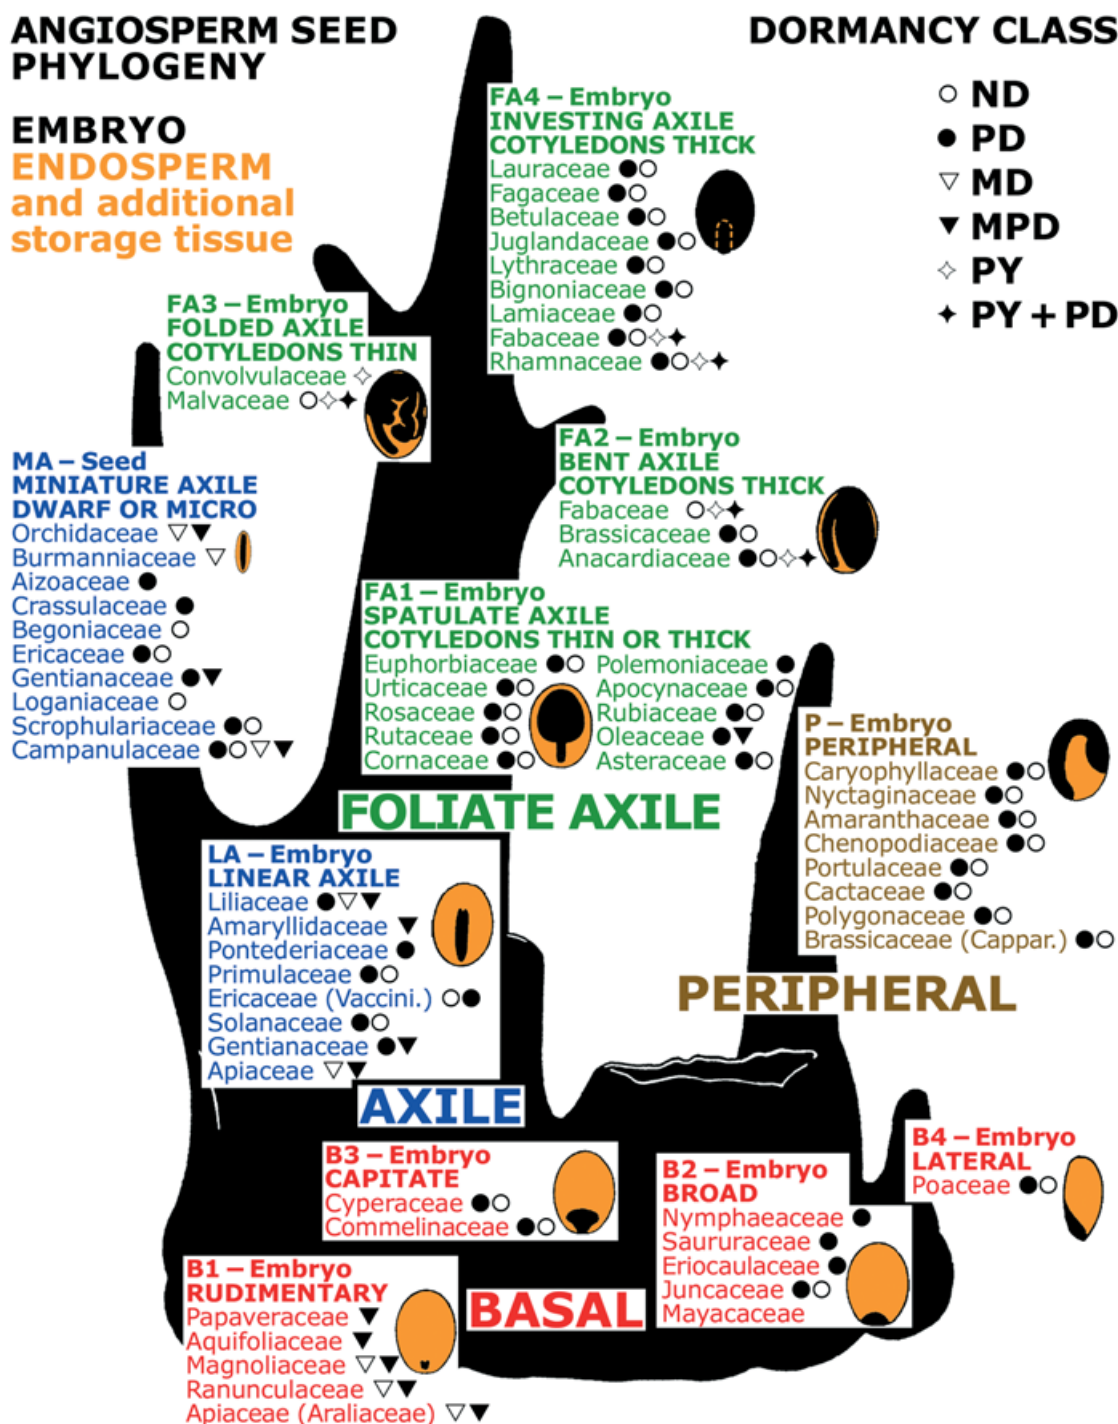 ANGIOSPERM SEED
PHYLOGENY
EMBRYO
ENDOSPERM
and additional
storage tissue
DORMANCY CLASS
○ ND
● PD
▽ MD
▼ MPD
✧ PY
✦ PY + PD
FA4 – Embryo
INVESTING AXILE
COTYLEDONS THICK
Lauraceae ●○
Fagaceae ●○
Betulaceae ●○
Juglandaceae ●○
Lythraceae ●○
Bignoniaceae ●○
Lamiaceae ●○
Fabaceae ●○✧✦
Rhamnaceae ●○✧✦
FA3 – Embryo
FOLDED AXILE
COTYLEDONS THIN
Convolvulaceae ✧
Malvaceae ○✧✦
FA2 – Embryo
BENT AXILE
COTYLEDONS THICK
Fabaceae ○✧✦
Brassicaceae ●○
Anacardiaceae ●○✧✦
MA – Seed
MINIATURE AXILE
DWARF OR MICRO
Orchidaceae ▽▼
Burmanniaceae ▽
Aizoaceae ●
Crassulaceae ●
Begoniaceae ○
Ericaceae ●○
Gentianaceae ●▼
Loganiaceae ○
Scrophulariaceae ●○
Campanulaceae ●○▽▼
FA1 – Embryo
SPATULATE AXILE
COTYLEDONS THIN OR THICK
Euphorbiaceae ●○
Urticaceae ●○
Rosaceae ●○
Rutaceae ●○
Cornaceae ●○
Polemoniaceae ●
Apocynaceae ●○
Rubiaceae ●○
Oleaceae ●▼
Asteraceae ●○
FOLIATE AXILE
P – Embryo
PERIPHERAL
Caryophyllaceae ●○
Nyctaginaceae ●○
Amaranthaceae ●○
Chenopodiaceae ●○
Portulaceae ●○
Cactaceae ●○
Polygonaceae ●○
Brassicaceae (Cappar.) ●○
PERIPHERAL
LA – Embryo
LINEAR AXILE
Liliaceae ●▽▼
Amaryllidaceae ▼
Pontederiaceae ●
Primulaceae ●○
Ericaceae (Vaccini.) ○●
Solanaceae ●○
Gentianaceae ●▼
Apiaceae ▽▼
AXILE
B3 – Embryo
CAPITATE
Cyperaceae ●○
Commelinaceae ●○
B2 – Embryo
BROAD
Nymphaeaceae ●
Saururaceae ●
Eriocaulaceae ●
Juncaceae ●○
Mayacaceae
B4 – Embryo
LATERAL
Poaceae ●○
B1 – Embryo
RUDIMENTARY
Papaveraceae ▼
Aquifoliaceae ▼
Magnoliaceae ▽▼
Ranunculaceae ▽▼
Apiaceae (Araliaceae) ▽▼
BASAL